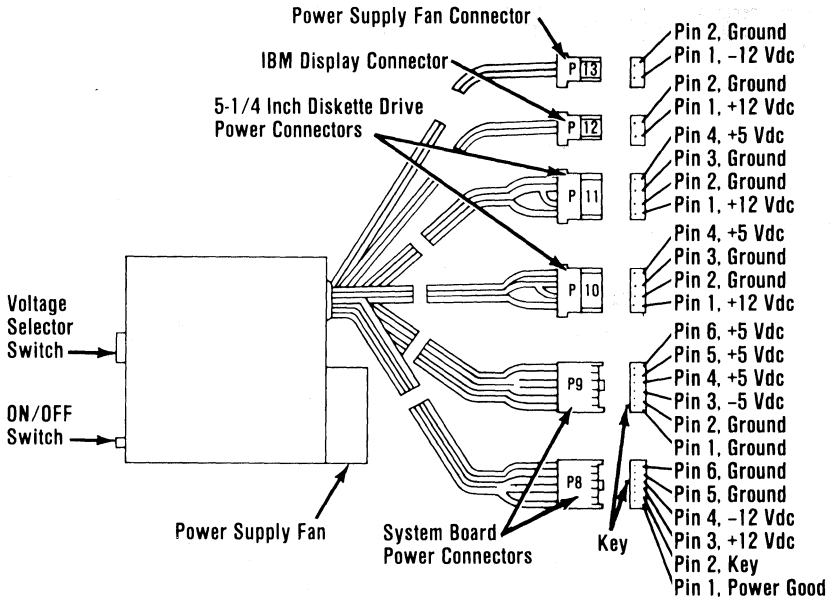 Power Supply Fan Connector
P 13
Pin 2, Ground
Pin 1, –12 Vdc
IBM Display Connector
P 12
Pin 2, Ground
Pin 1, +12 Vdc
5-1/4 Inch Diskette Drive
Power Connectors
P 11
Pin 4, +5 Vdc
Pin 3, Ground
Pin 2, Ground
Pin 1, +12 Vdc
P 10
Pin 4, +5 Vdc
Pin 3, Ground
Pin 2, Ground
Pin 1, +12 Vdc
Voltage
Selector
Switch
P9
Pin 6, +5 Vdc
Pin 5, +5 Vdc
Pin 4, +5 Vdc
Pin 3, –5 Vdc
Pin 2, Ground
Pin 1, Ground
ON/OFF
Switch
P8
Pin 6, Ground
Pin 5, Ground
Pin 4, –12 Vdc
Pin 3, +12 Vdc
Pin 2, Key
Pin 1, Power Good
Power Supply Fan
System Board
Power Connectors
Key